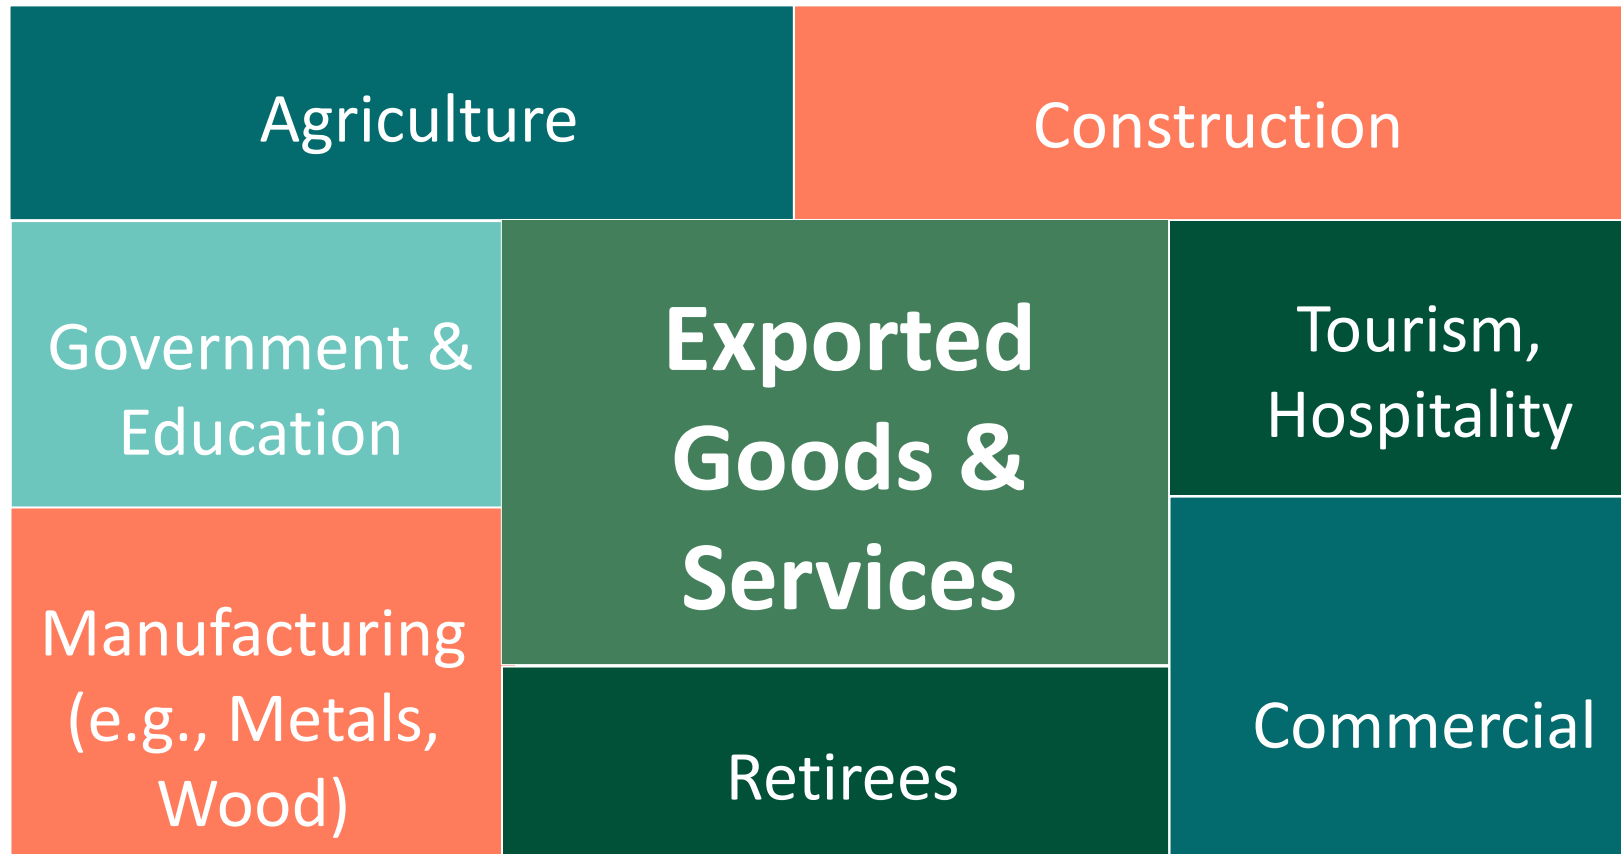 Agriculture
Construction
Government &
Education
Exported
Goods &
Services
Tourism,
Hospitality
Manufacturing
(e.g., Metals,
Wood)
Retirees
Commercial